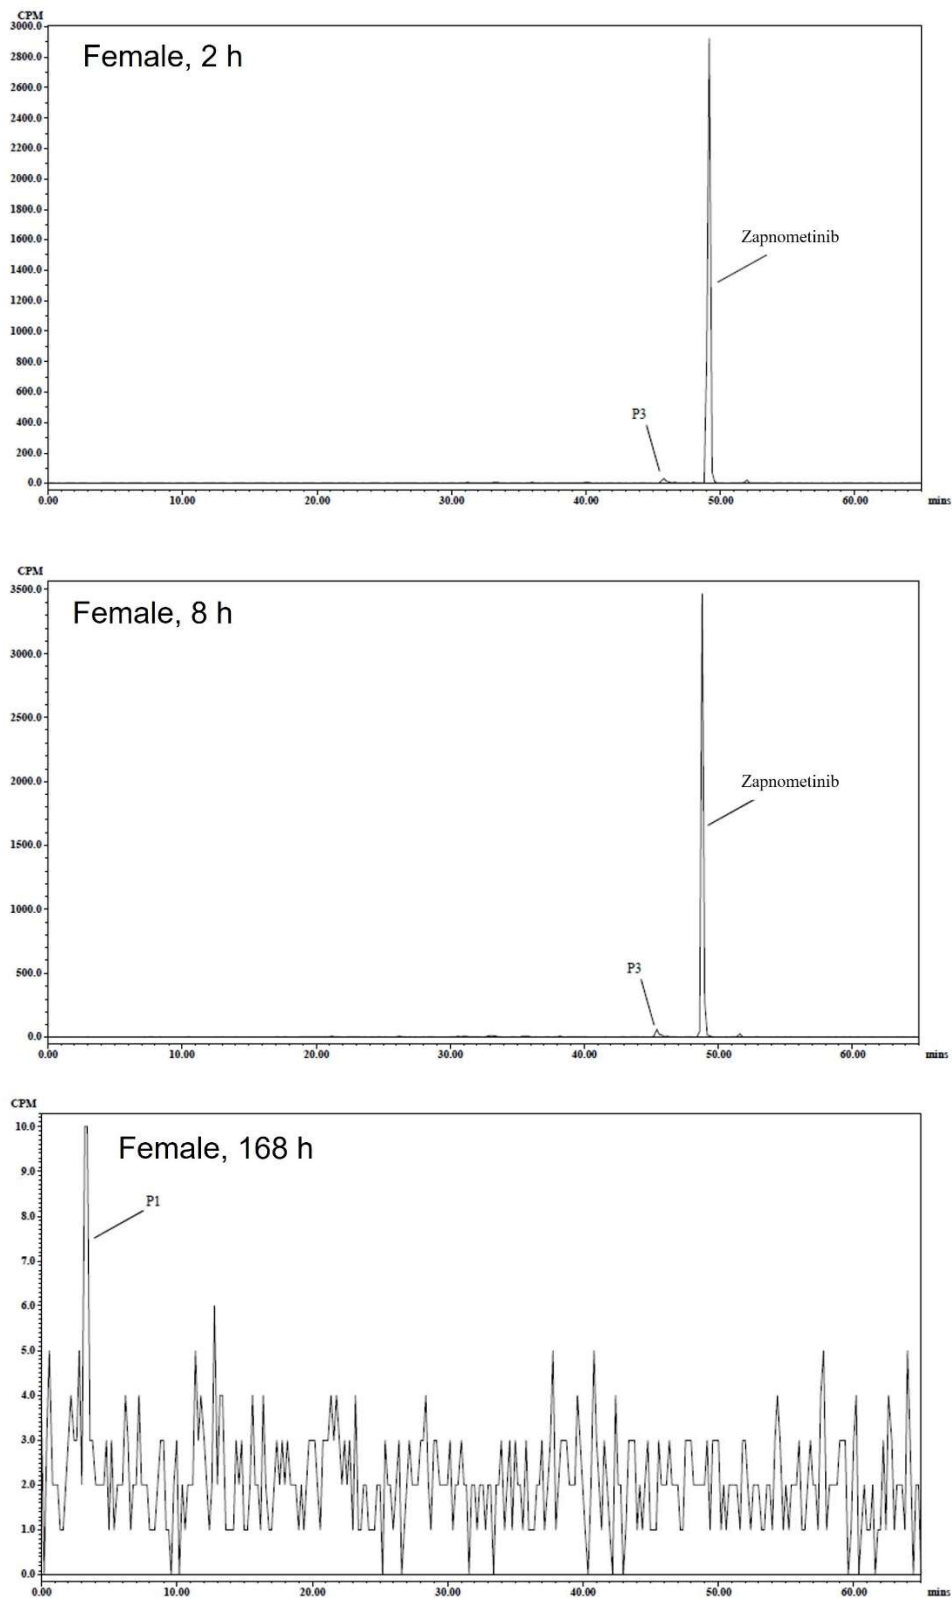 CPM
3000.0
Female, 2 h
2800.0
2600.0
2400.0
2200.0
2000.0
1800.0
1600.0
Zapnometinib
1400.0
1200.0
1000.0
800.0
600.0
P3
400.0
200.0
0.0
0.00 10.00 20.00 30.00 40.00 50.00 60.00 mins
CPM
3500.0
Female, 8 h
3000.0
2500.0
2000.0
Zapnometinib
1500.0
1000.0
P3
500.0
0.0
0.00 10.00 20.00 30.00 40.00 50.00 60.00 mins
CPM
10.0
Female, 168 h
9.0
P1
8.0
7.0
6.0
5.0
4.0
3.0
2.0
1.0
0.0
0.00 10.00 20.00 30.00 40.00 50.00 60.00 mins